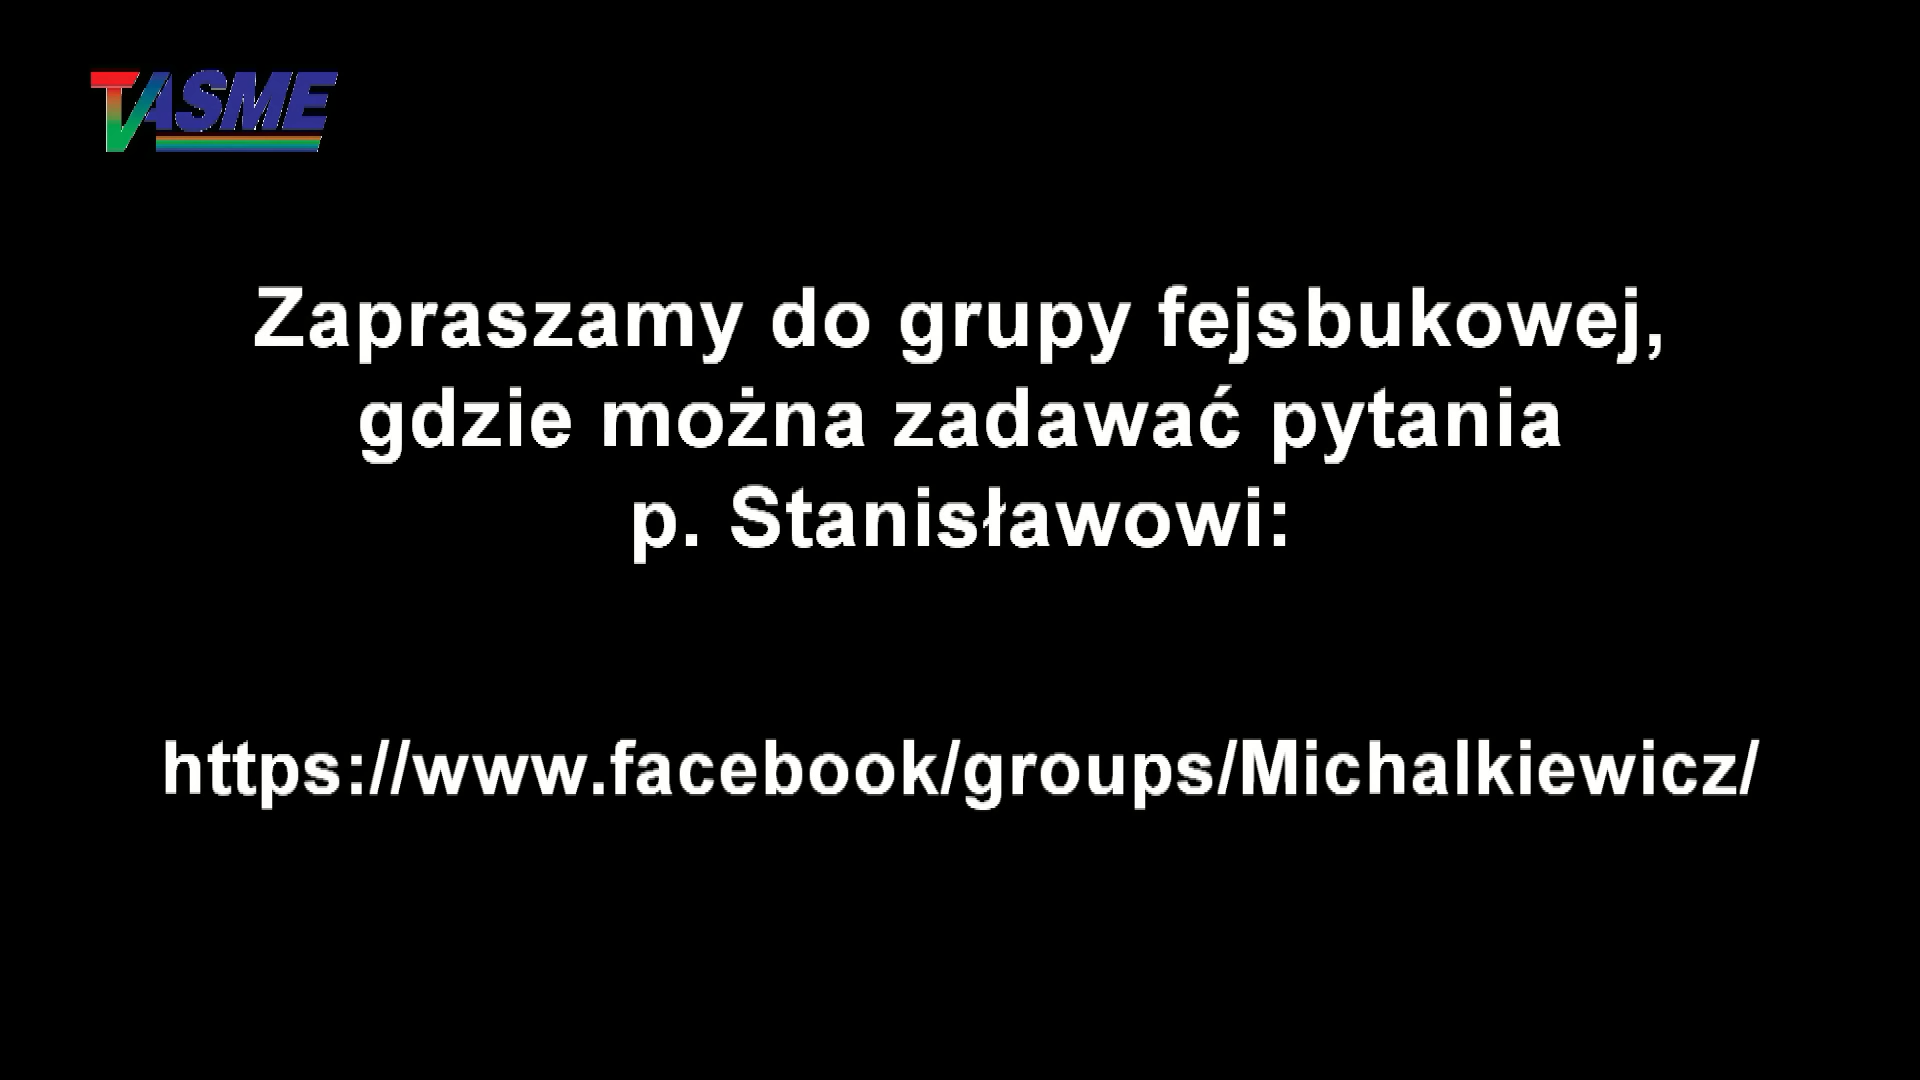 TVASME
Zapraszamy do grupy fejsbukowej,
gdzie można zadawać pytania
p. Stanisławowi:
https://www.facebook/groups/Michalkiewicz/